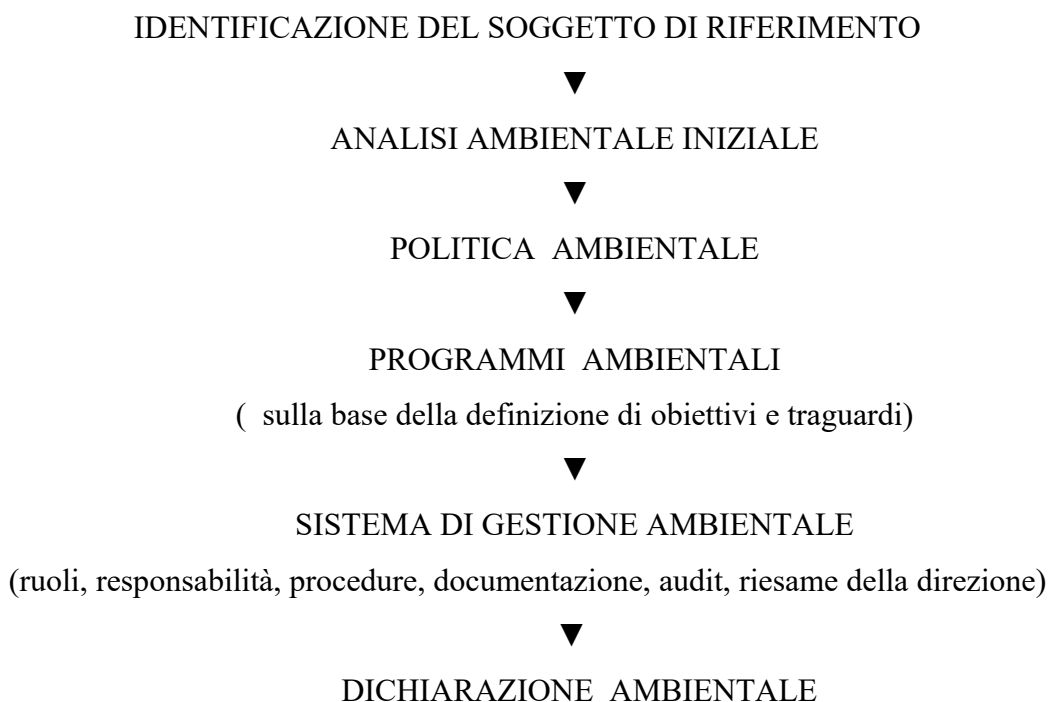 IDENTIFICAZIONE DEL SOGGETTO DI RIFERIMENTO
▼
ANALISI AMBIENTALE INIZIALE
▼
POLITICA AMBIENTALE
▼
PROGRAMMI AMBIENTALI
( sulla base della definizione di obiettivi e traguardi)
▼
SISTEMA DI GESTIONE AMBIENTALE
(ruoli, responsabilità, procedure, documentazione, audit, riesame della direzione)
▼
DICHIARAZIONE AMBIENTALE